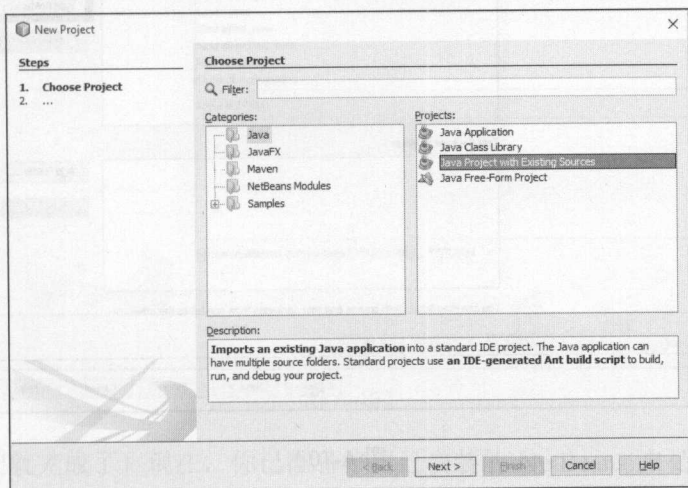 New Project
Steps
1. Choose Project
2. ...
Choose Project
Filter:
Categories:
Java
JavaFX
Maven
NetBeans Modules
Samples
Projects:
Java Application
Java Class Library
Java Project with Existing Sources
Java Free-Form Project
Description:
Imports an existing Java application into a standard IDE project. The Java application can
have multiple source folders. Standard projects use an IDE-generated Ant build script to build,
run, and debug your project.
< Back
Next >
Finish
Cancel
Help